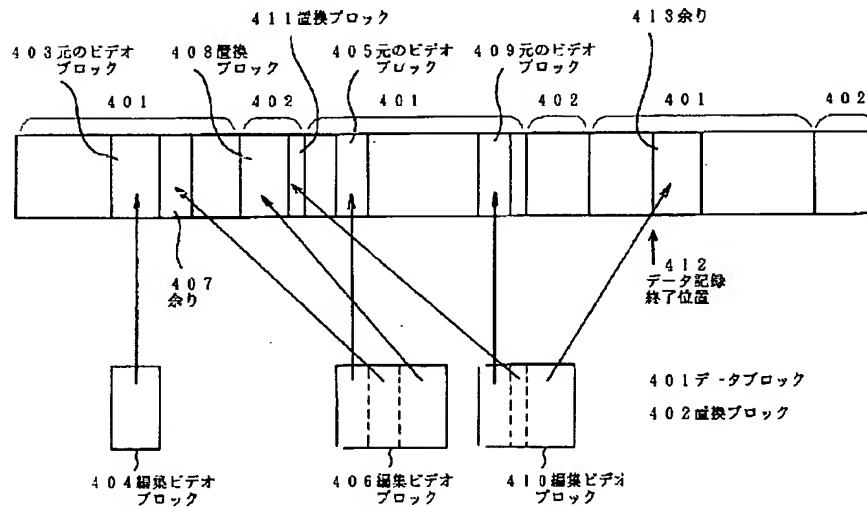 411置換ブロック
403元のビデオ
ブロック
408置換
ブロック
405元のビデオ
ブロック
409元のビデオ
ブロック
413余り
401
402
401
402
401
402
407
余り
412
データ記録
終了位置
401データブロック
402置換ブロック
404編集ビデオ
ブロック
406編集ビデオ
ブロック
410編集ビデオ
ブロック